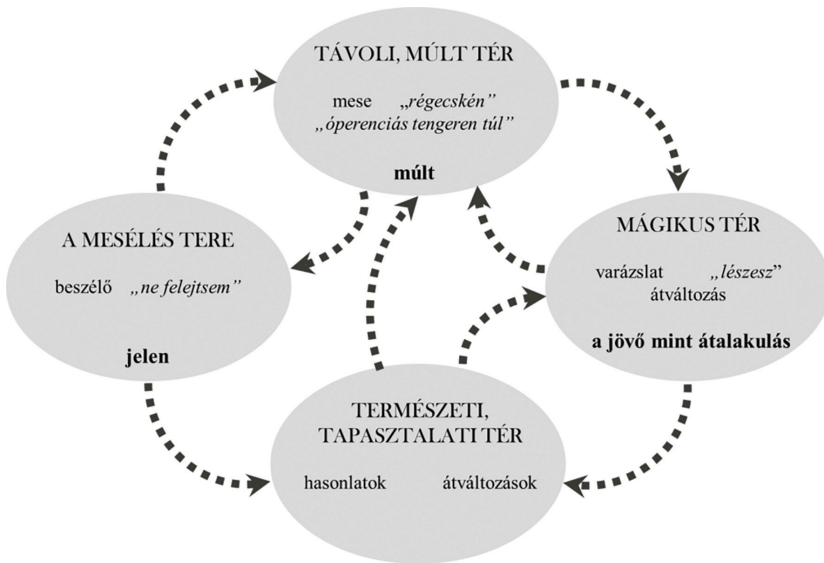 TÁVOLI, MÚLT TÉR
mese „régecskén”
„óperenciás tengeren túl”
múlt
A MESÉLÉS TERE
beszélő „ne felejtsem”
jelen
MÁGIKUS TÉR
varázslat „lészesz”
átváltozás
a jövő mint átalakulás
TERMÉSZETI,
TAPASZTALATI TÉR
hasonlatok átváltozások